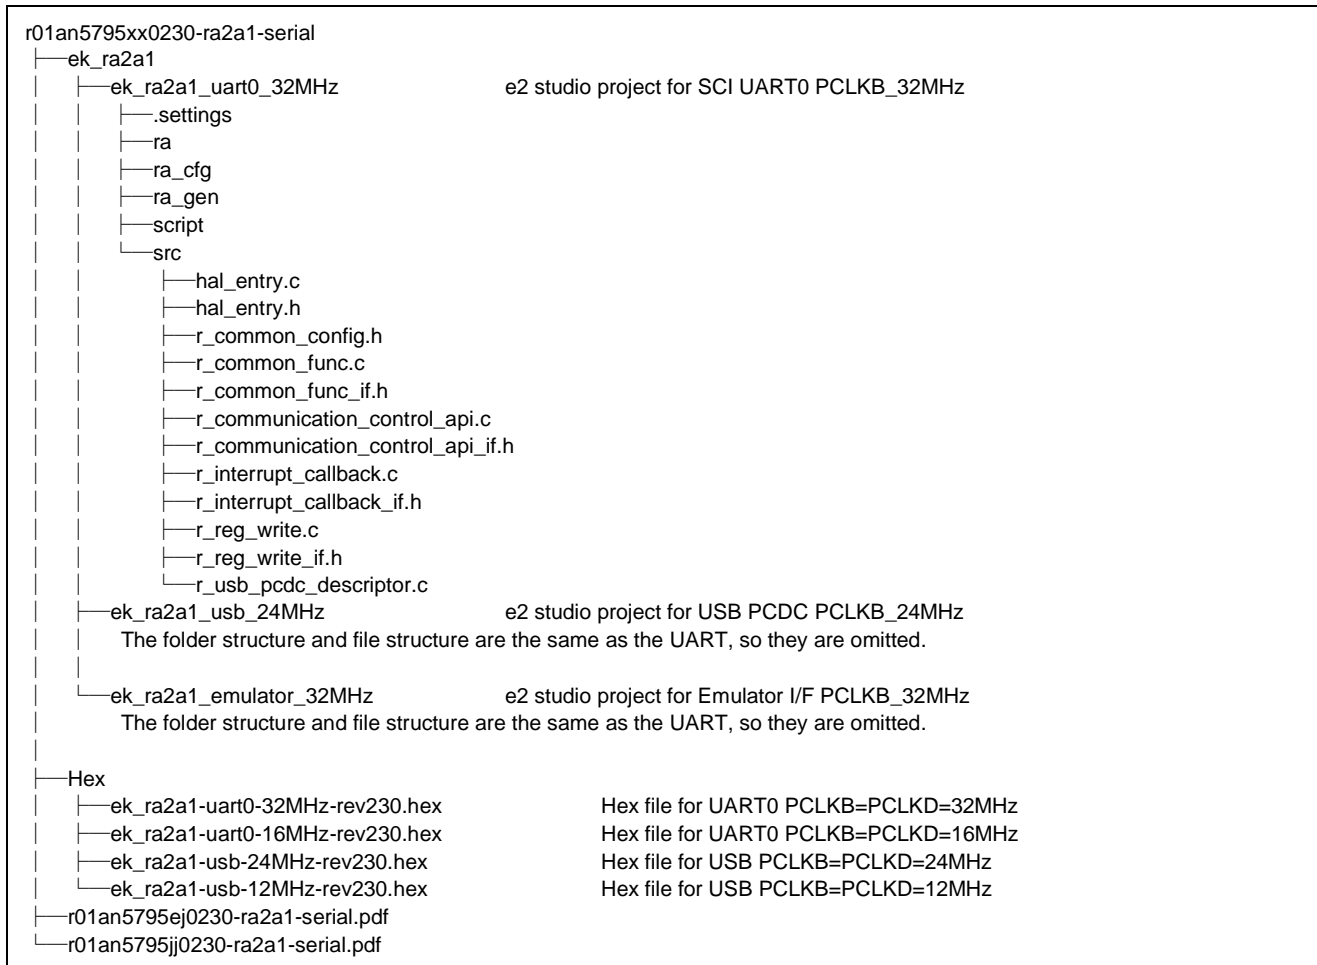 r01an5795xx0230-ra2a1-serial
├──ek_ra2a1
│ ├──ek_ra2a1_uart0_32MHz e2 studio project for SCI UART0 PCLKB_32MHz
│ │ ├──.settings
│ │ ├──ra
│ │ ├──ra_cfg
│ │ ├──ra_gen
│ │ ├──script
│ │ └──src
│ │ ├──hal_entry.c
│ │ ├──hal_entry.h
│ │ ├──r_common_config.h
│ │ ├──r_common_func.c
│ │ ├──r_common_func_if.h
│ │ ├──r_communication_control_api.c
│ │ ├──r_communication_control_api_if.h
│ │ ├──r_interrupt_callback.c
│ │ ├──r_interrupt_callback_if.h
│ │ ├──r_reg_write.c
│ │ ├──r_reg_write_if.h
│ │ └──r_usb_pcdc_descriptor.c
│ ├──ek_ra2a1_usb_24MHz e2 studio project for USB PCDC PCLKB_24MHz
│ │ The folder structure and file structure are the same as the UART, so they are omitted.
│ │
│ └──ek_ra2a1_emulator_32MHz e2 studio project for Emulator I/F PCLKB_32MHz
│ The folder structure and file structure are the same as the UART, so they are omitted.
│
├──Hex
│ ├──ek_ra2a1-uart0-32MHz-rev230.hex Hex file for UART0 PCLKB=PCLKD=32MHz
│ ├──ek_ra2a1-uart0-16MHz-rev230.hex Hex file for UART0 PCLKB=PCLKD=16MHz
│ ├──ek_ra2a1-usb-24MHz-rev230.hex Hex file for USB PCLKB=PCLKD=24MHz
│ └──ek_ra2a1-usb-12MHz-rev230.hex Hex file for USB PCLKB=PCLKD=12MHz
├──r01an5795ej0230-ra2a1-serial.pdf
└──r01an5795jj0230-ra2a1-serial.pdf